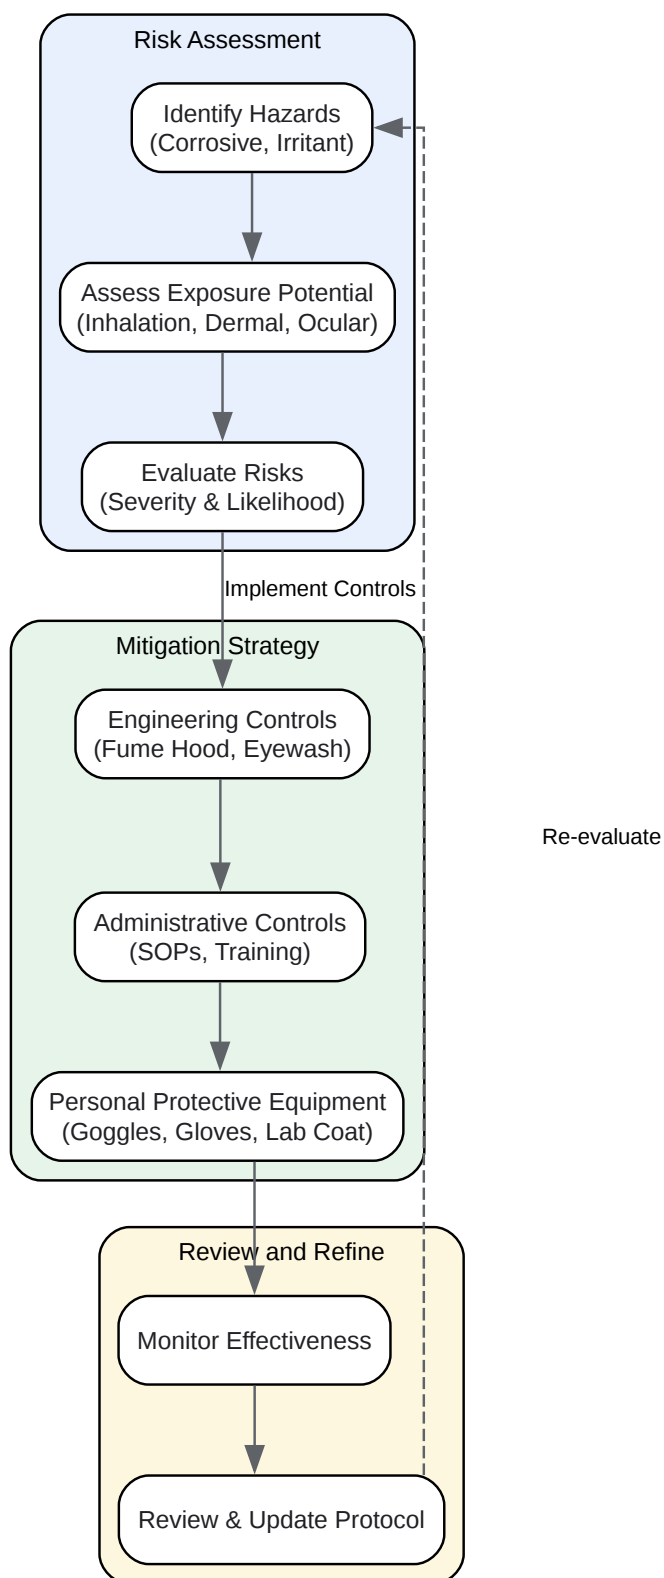 Risk Assessment
Identify Hazards
(Corrosive, Irritant)
Assess Exposure Potential
(Inhalation, Dermal, Ocular)
Evaluate Risks
(Severity & Likelihood)
Implement Controls
Mitigation Strategy
Engineering Controls
(Fume Hood, Eyewash)
Re-evaluate
Administrative Controls
(SOPs, Training)
Personal Protective Equipment
(Goggles, Gloves, Lab Coat)
Review and Refine
Monitor Effectiveness
Review & Update Protocol